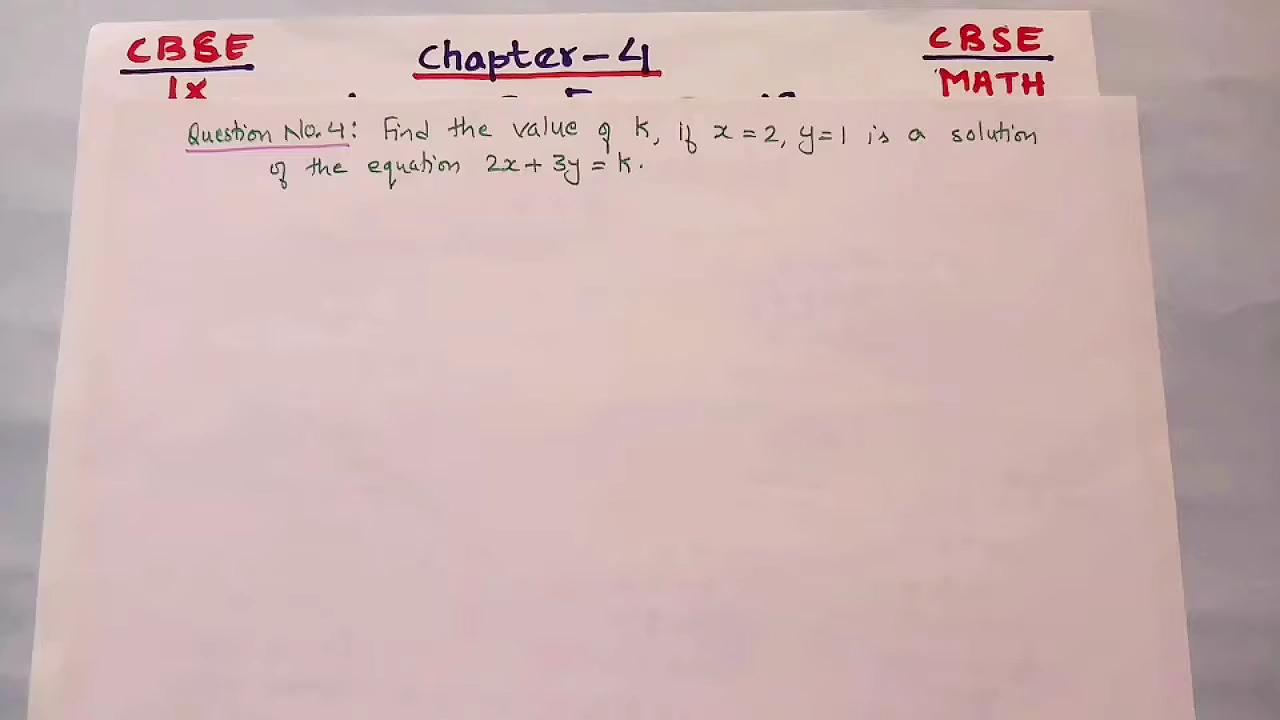 CBSE
Chapter-4
CBSE
IX
MATH
Question No. 4: Find the value of k, if x = 2, y = 1 is a solution
of the equation 2x + 3y = k.